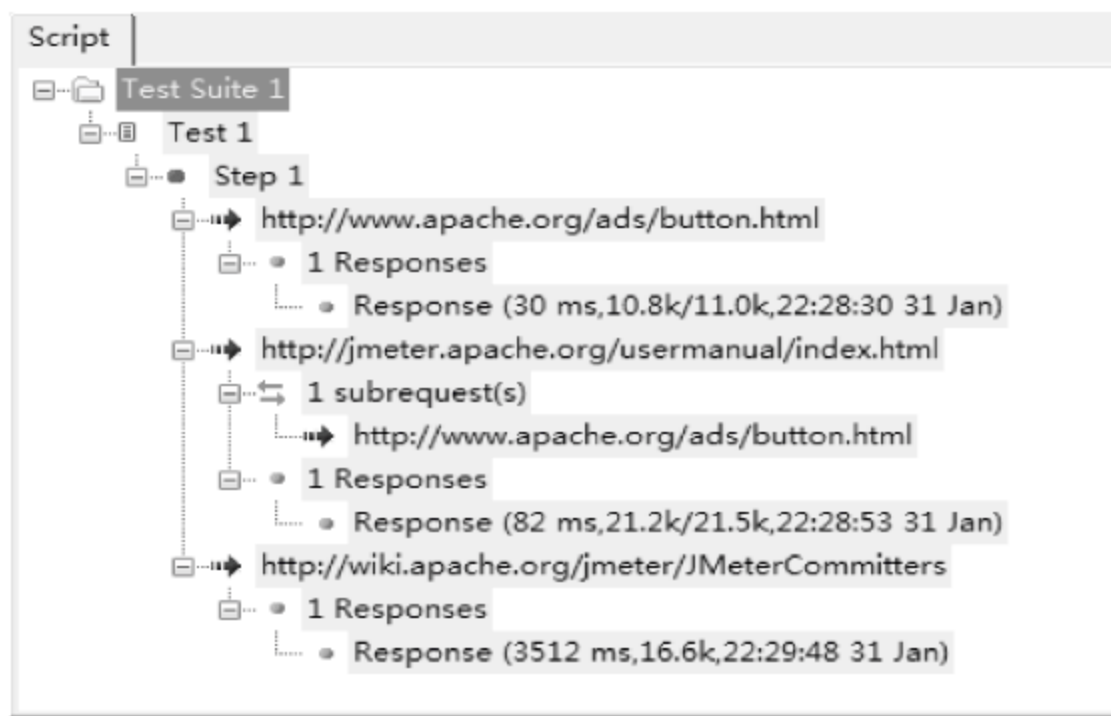 Script
Test Suite 1
Test 1
Step 1
http://www.apache.org/ads/button.html
1 Responses
Response (30 ms,10.8k/11.0k,22:28:30 31 Jan)
http://jmeter.apache.org/usermanual/index.html
1 subrequest(s)
http://www.apache.org/ads/button.html
1 Responses
Response (82 ms,21.2k/21.5k,22:28:53 31 Jan)
http://wiki.apache.org/jmeter/JMeterCommitters
1 Responses
Response (3512 ms,16.6k,22:29:48 31 Jan)